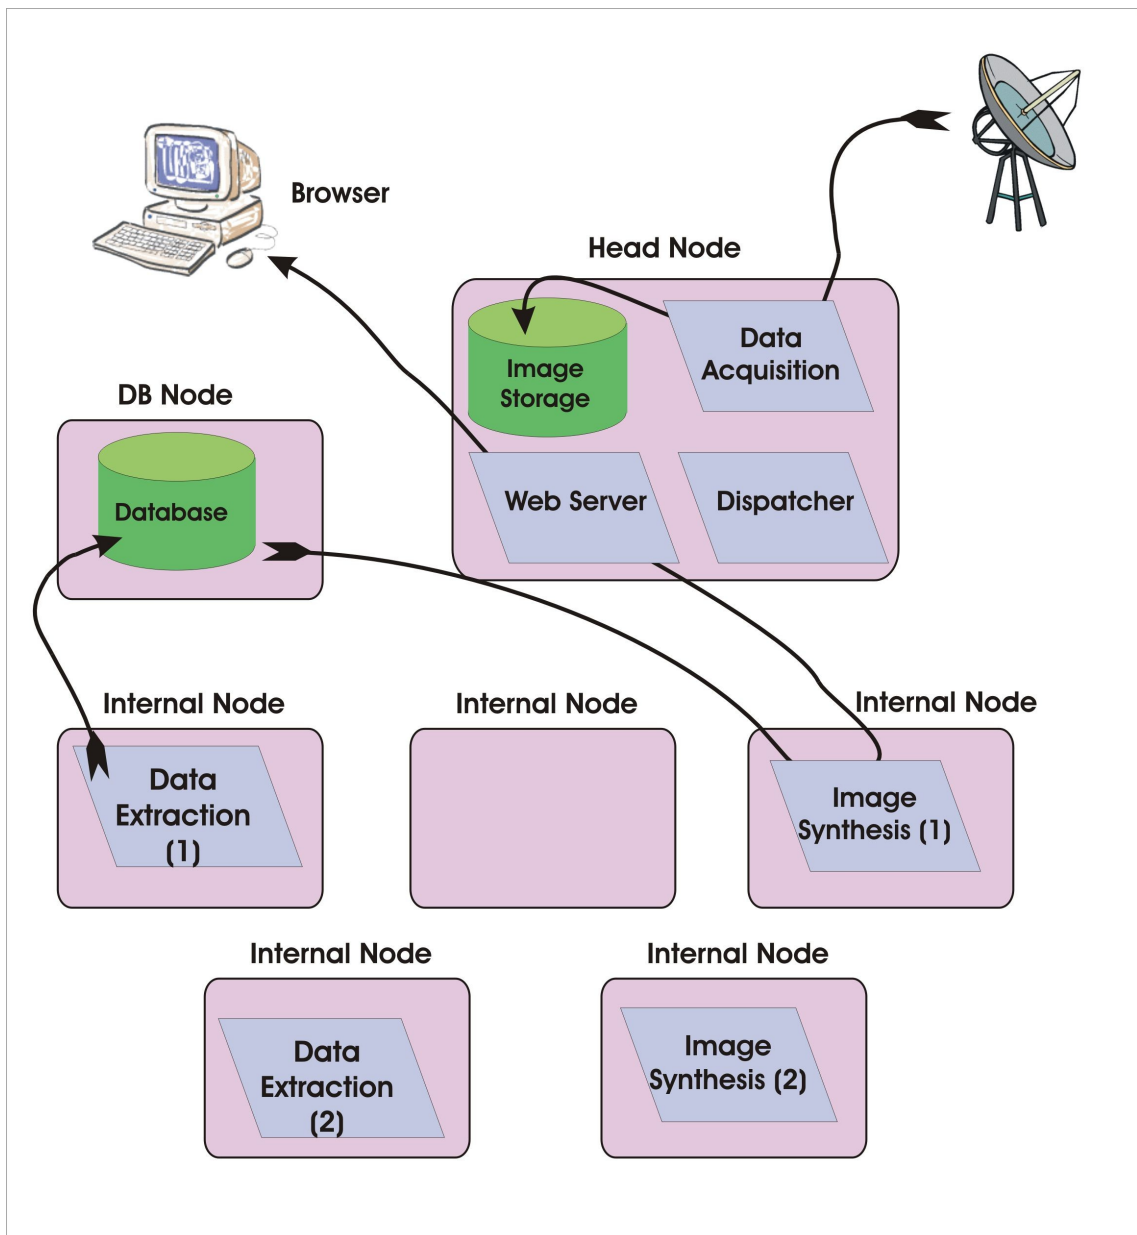 Browser
Head Node
Data
Acquisition
Image
Storage
DB Node
Database
Web Server
Dispatcher
Internal Node
Internal Node
Internal Node
Data
Extraction
(1)
Image
Synthesis (1)
Internal Node
Internal Node
Data
Extraction
(2)
Image
Synthesis (2)